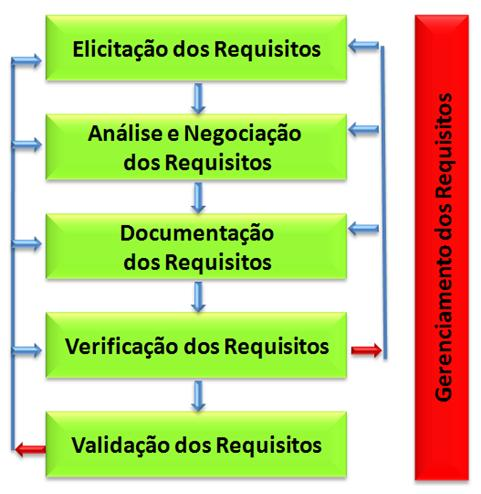 Elicitação dos Requisitos
Análise e Negociação
dos Requisitos
Documentação
dos Requisitos
Verificação dos Requisitos
Validação dos Requisitos
Gerenciamento dos Requisitos